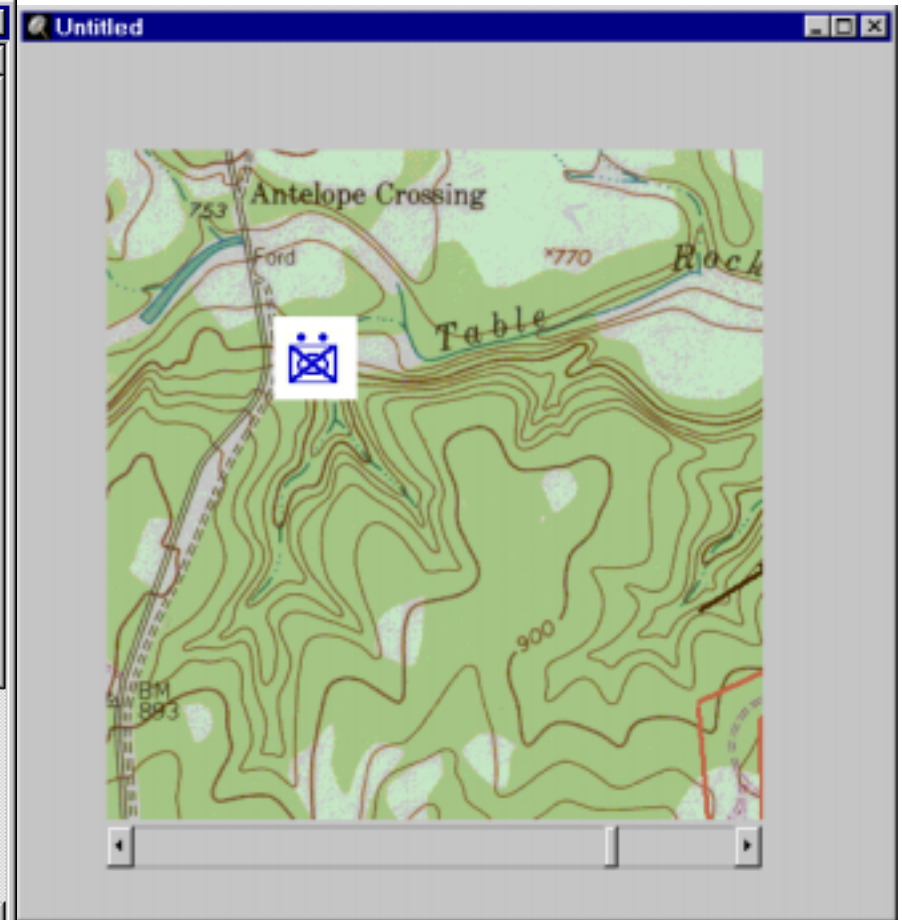 Untitled
Antelope Crossing
753
Ford
×770
Rock
Table
900
BM
893